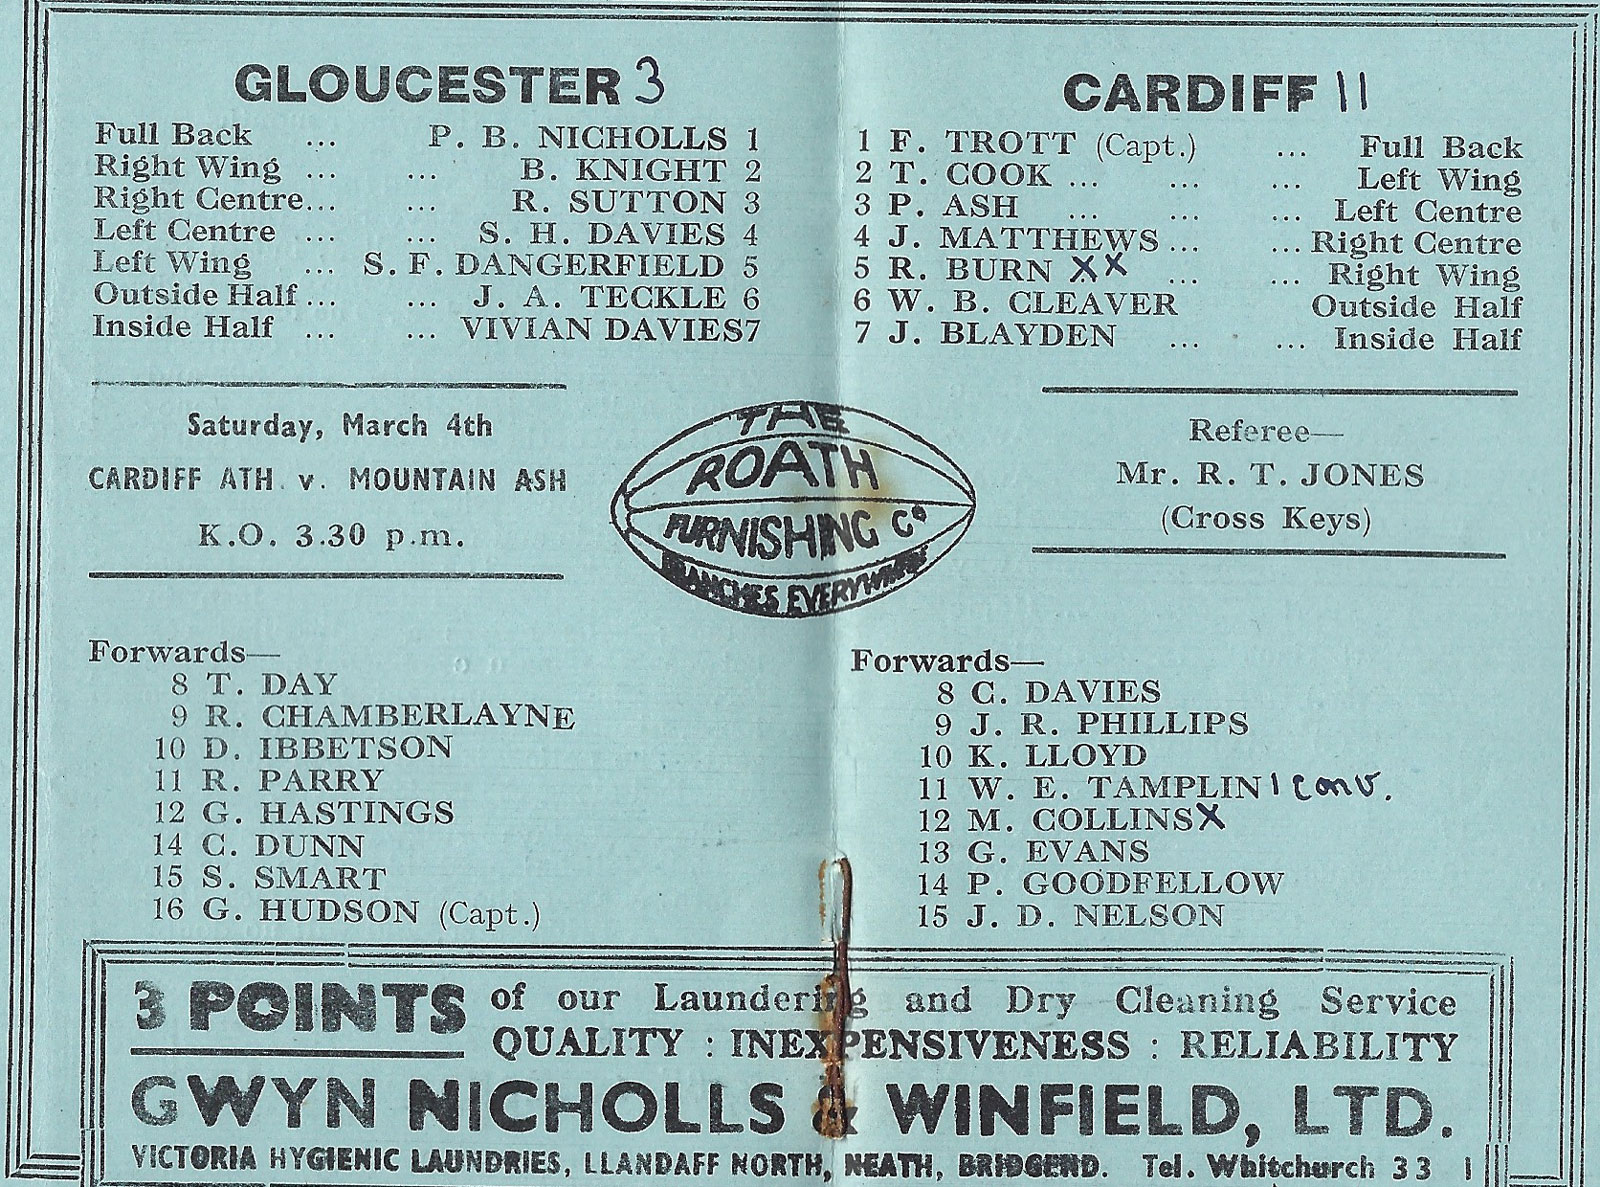 GLOUCESTER 3
Full Back ... P. B. NICHOLLS 1
Right Wing ... ... B. KNIGHT 2
Right Centre... ... R. SUTTON 3
Left Centre ... ... S. H. DAVIES 4
Left Wing ... S. F. DANGERFIELD 5
Outside Half ... ... J. A. TECKLE 6
Inside Half ... ... VIVIAN DAVIES 7
CARDIFF 11
1 F. TROTT (Capt.) ... Full Back
2 T. COOK ... ... ... Left Wing
3 P. ASH ... ... ... Left Centre
4 J. MATTHEWS ... ... Right Centre
5 R. BURN XX ... ... Right Wing
6 W. B. CLEAVER Outside Half
7 J. BLAYDEN ... ... Inside Half
Saturday, March 4th
CARDIFF ATH. v. MOUNTAIN ASH
K.O. 3.30 p.m.
THE
ROATH
FURNISHING Co
BRANCHES EVERYWHERE
Referee—
Mr. R. T. JONES
(Cross Keys)
Forwards—
8 T. DAY
9 R. CHAMBERLAYNE
10 D. IBBETSON
11 R. PARRY
12 G. HASTINGS
14 C. DUNN
15 S. SMART
16 G. HUDSON (Capt.)
Forwards—
8 C. DAVIES
9 J. R. PHILLIPS
10 K. LLOYD
11 W. E. TAMPLIN 1 conv.
12 M. COLLINS X
13 G. EVANS
14 P. GOODFELLOW
15 J. D. NELSON
3 POINTS of our Laundering and Dry Cleaning Service
QUALITY : INEXPENSIVENESS : RELIABILITY
GWYN NICHOLLS & WINFIELD, LTD.
VICTORIA HYGIENIC LAUNDRIES, LLANDAFF NORTH, NEATH, BRIDGEND. Tel. Whitchurch 33 1